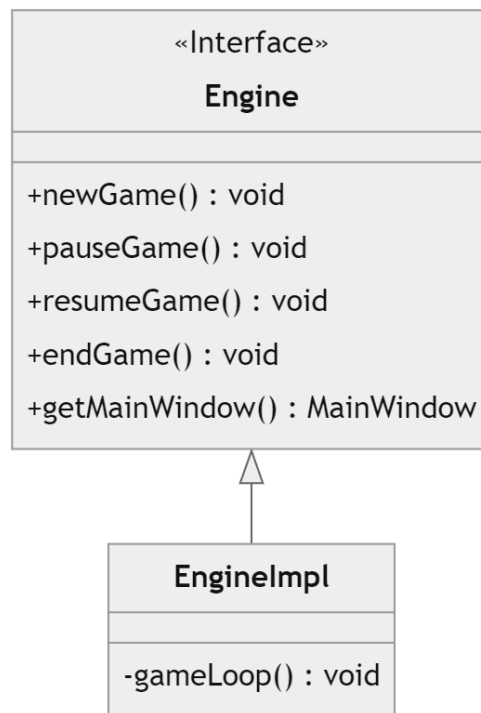 «Interface»
Engine
+newGame() : void
+pauseGame() : void
+resumeGame() : void
+endGame() : void
+getMainWindow() : MainWindow
EngineImpl
-gameLoop() : void